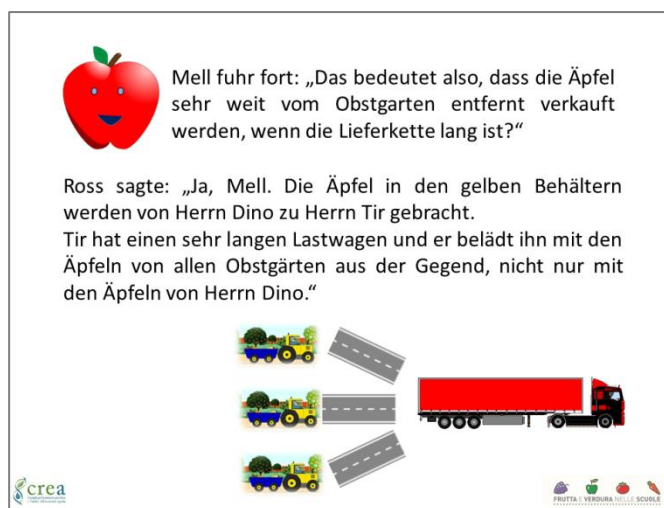 Mell fuhr fort: „Das bedeutet also, dass die Äpfel
sehr weit vom Obstgarten entfernt verkauft
werden, wenn die Lieferkette lang ist?“
Ross sagte: „Ja, Mell. Die Äpfel in den gelben Behältern
werden von Herrn Dino zu Herrn Tir gebracht.
Tir hat einen sehr langen Lastwagen und er belädt ihn mit den
Äpfeln von allen Obstgärten aus der Gegend, nicht nur mit
den Äpfeln von Herrn Dino.“
crea
FRUTTA E VERDURA NELLE SCUOLE